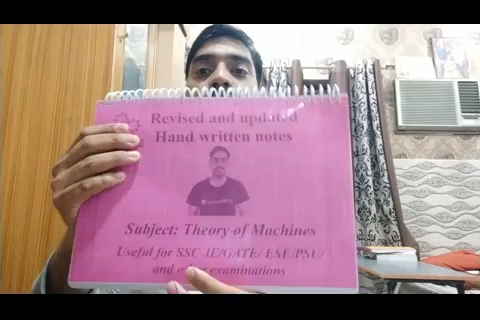 Revised and updated
Hand written notes
Subject: Theory of Machines
Useful for SSC JE/GATE/ ESE/PSU/
and other examinations